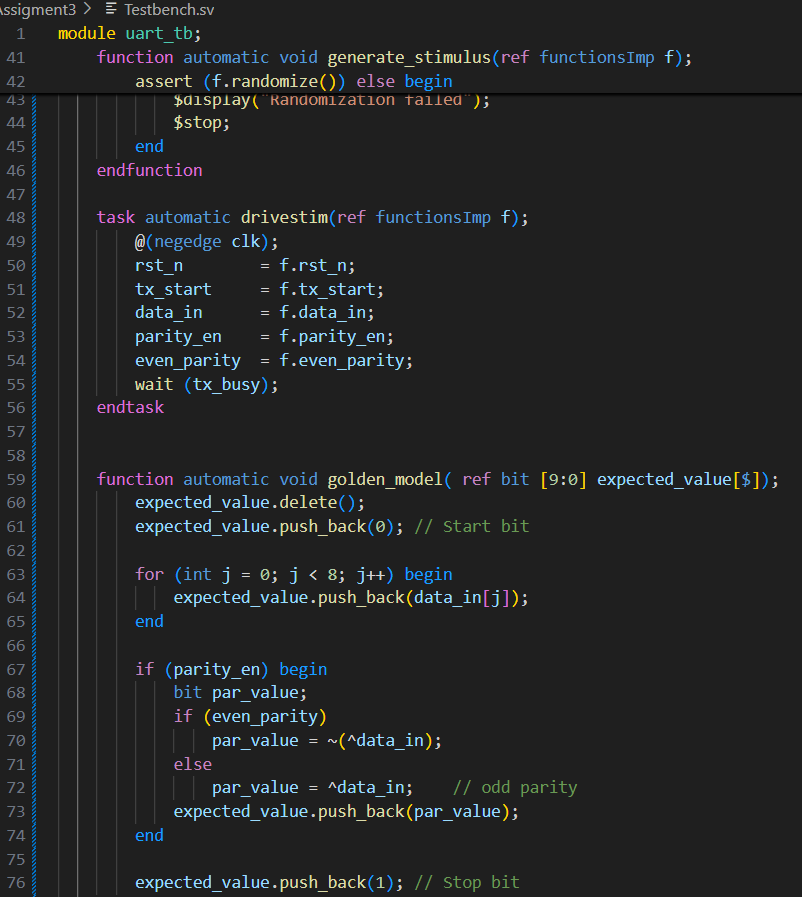 Assigment3 > Testbench.sv
1 module uart_tb;
41 function automatic void generate_stimulus(ref functionsImp f);
42 assert (f.randomize()) else begin
43 $display("Randomization failed");
44 $stop;
45 end
46 endfunction
47
48 task automatic drivestim(ref functionsImp f);
49 @(negedge clk);
50 rst_n = f.rst_n;
51 tx_start = f.tx_start;
52 data_in = f.data_in;
53 parity_en = f.parity_en;
54 even_parity = f.even_parity;
55 wait (tx_busy);
56 endtask
57
58
59 function automatic void golden_model( ref bit [9:0] expected_value[$]);
60 expected_value.delete();
61 expected_value.push_back(0); // Start bit
62
63 for (int j = 0; j < 8; j++) begin
64 expected_value.push_back(data_in[j]);
65 end
66
67 if (parity_en) begin
68 bit par_value;
69 if (even_parity)
70 par_value = ~(^data_in);
71 else
72 par_value = ^data_in; // odd parity
73 expected_value.push_back(par_value);
74 end
75
76 expected_value.push_back(1); // Stop bit